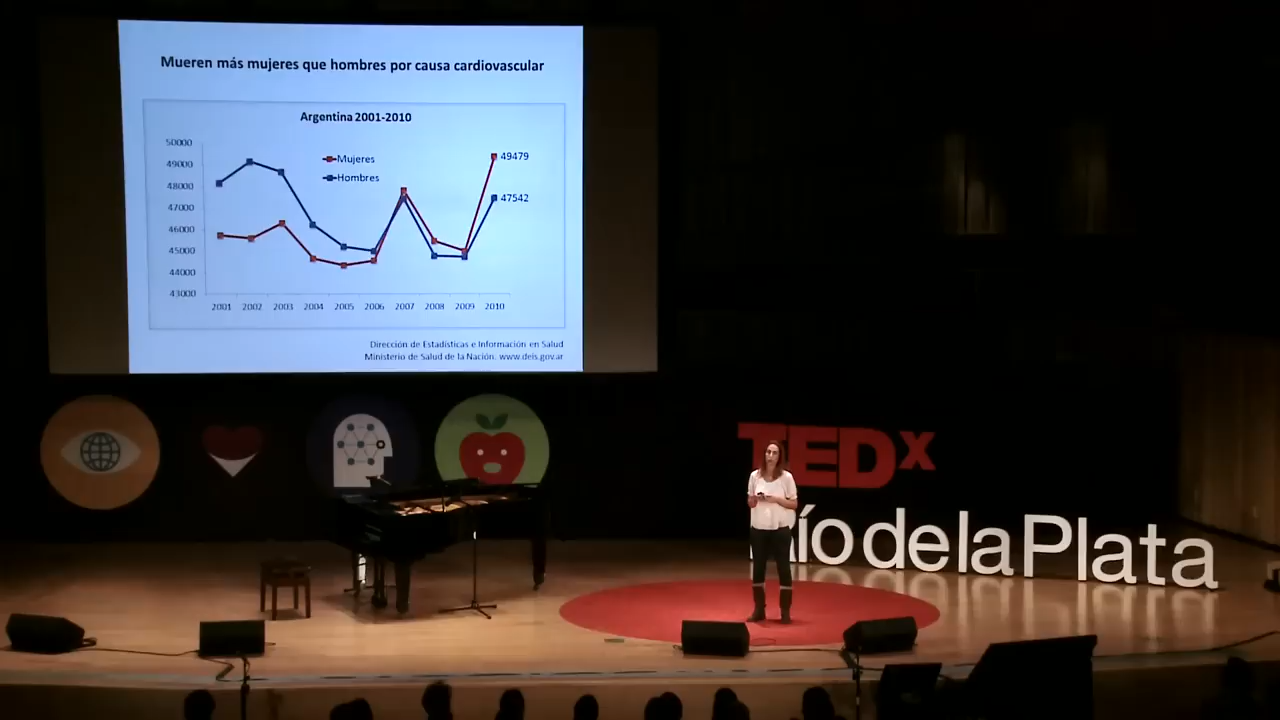 Mueren más mujeres que hombres por causa cardiovascular
Argentina 2001-2010
50000
49000
48000
47000
46000
45000
44000
43000
Mujeres
Hombres
49479
47542
2001 2002 2003 2004 2005 2006 2007 2008 2009 2010
Dirección de Estadísticas e Información en Salud
Ministerio de Salud de la Nación. www.deis.gov.ar
TEDx
Río de la Plata